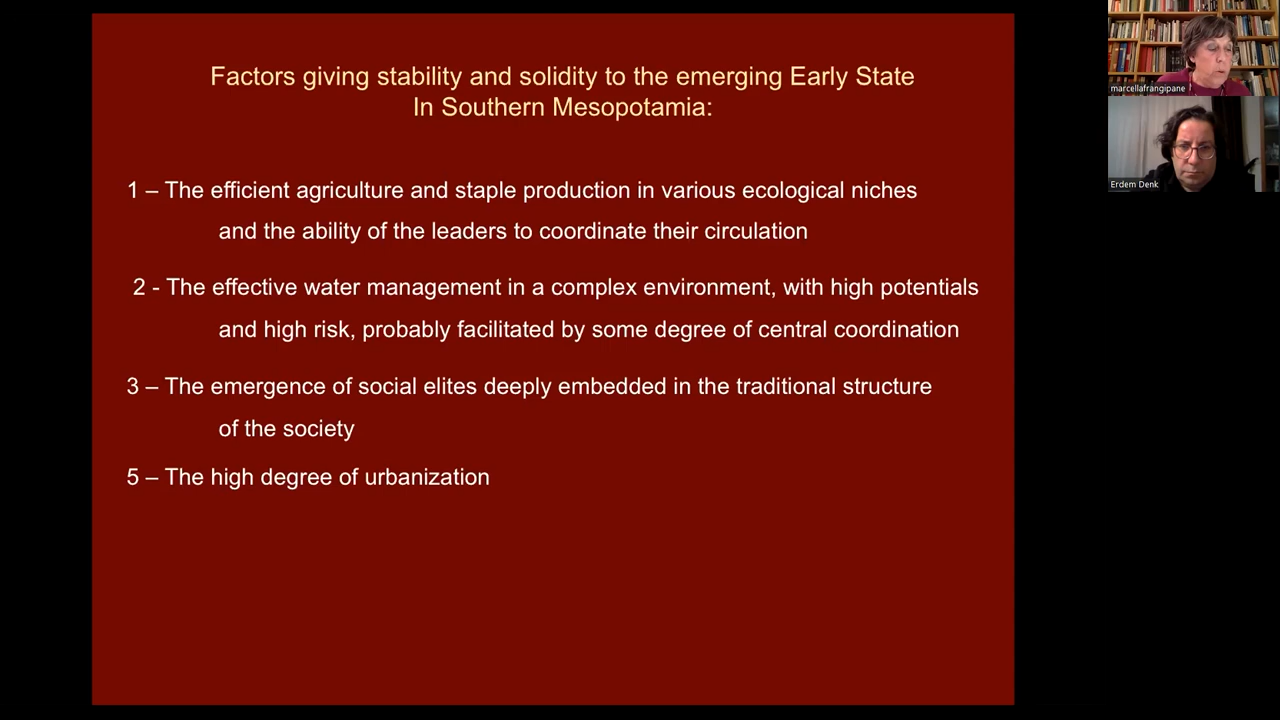 Factors giving stability and solidity to the emerging Early State
In Southern Mesopotamia:
1 – The efficient agriculture and staple production in various ecological niches
and the ability of the leaders to coordinate their circulation
2 - The effective water management in a complex environment, with high potentials
and high risk, probably facilitated by some degree of central coordination
3 – The emergence of social elites deeply embedded in the traditional structure
of the society
5 – The high degree of urbanization
marcellafrangipane
Erdem Denk